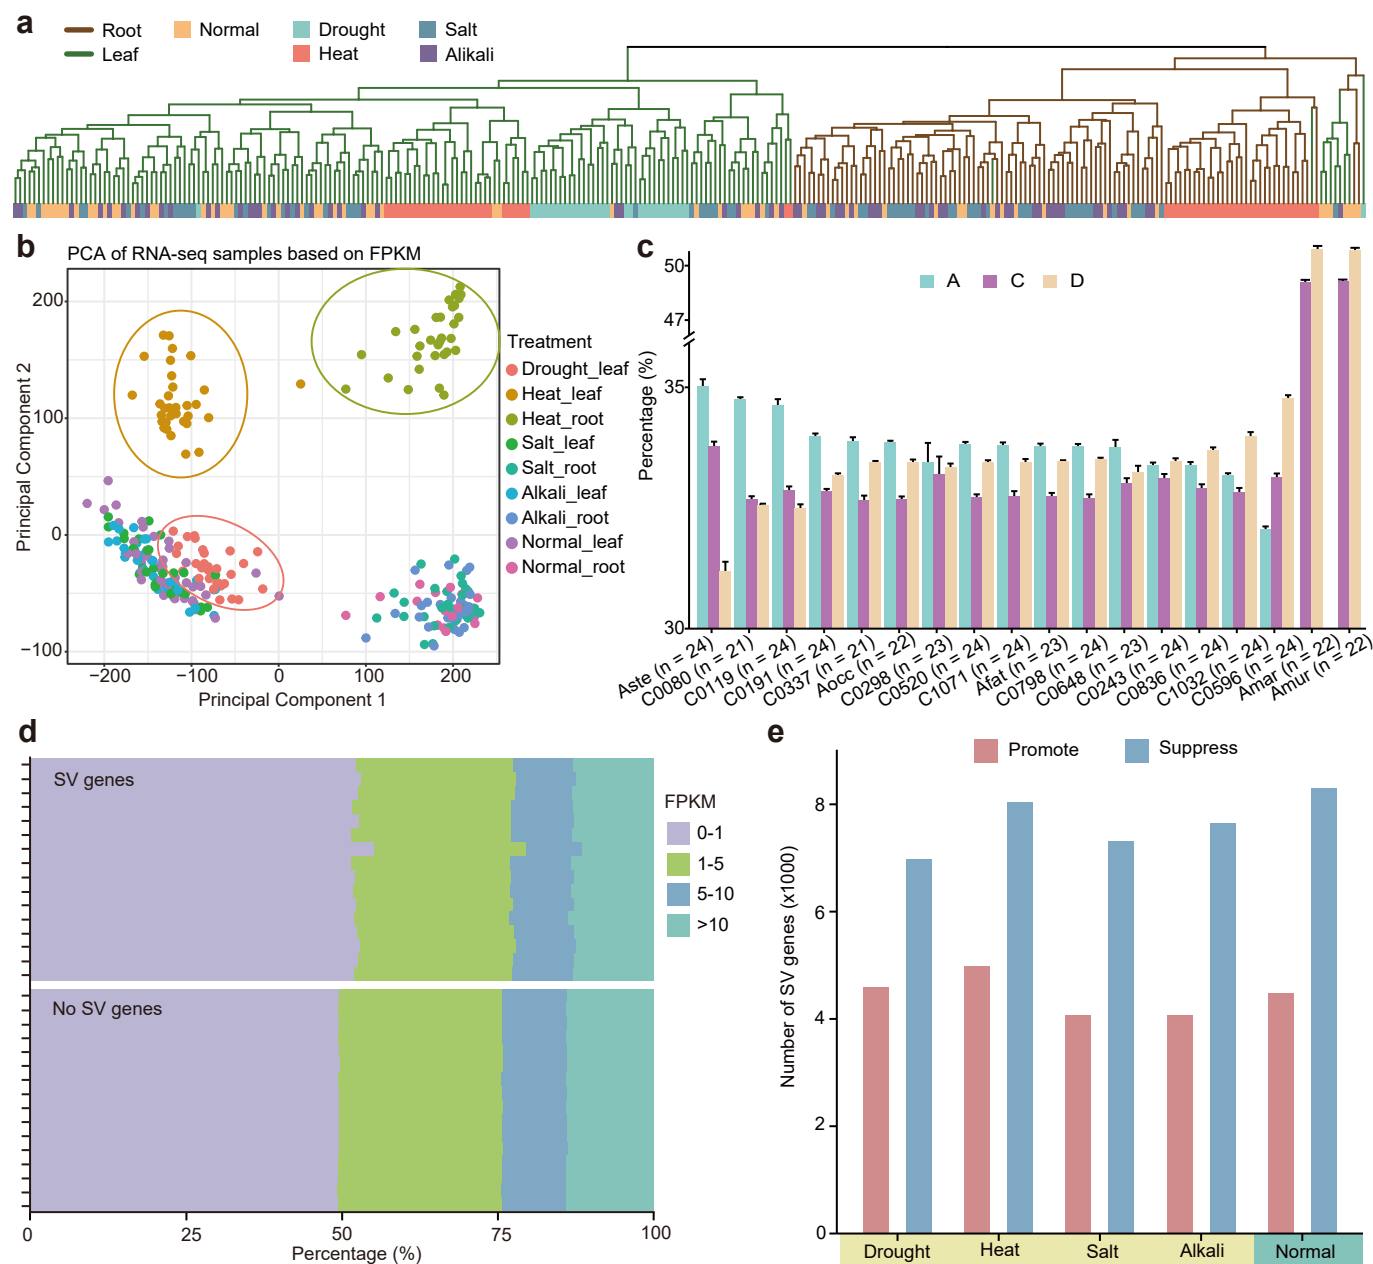 a
Root
Normal
Drought
Salt
Leaf
Heat
Alikali
b
PCA of RNA-seq samples based on FPKM
Principal Component 2
200
100
0
−100
−200
−100
0
100
200
Principal Component 1
Treatment
Drought_leaf
Heat_leaf
Heat_root
Salt_leaf
Salt_root
Alkali_leaf
Alkali_root
Normal_leaf
Normal_root
c
A
C
D
Percentage (%)
50
47
35
30
Aste (n = 24)
C0080 (n = 21)
C0119 (n = 24)
C0191 (n = 24)
C0337 (n = 21)
Aocc (n = 22)
C0298 (n = 23)
C0520 (n = 24)
C1071 (n = 24)
Afat (n = 23)
C0798 (n = 24)
C0648 (n = 23)
C0243 (n = 24)
C0836 (n = 24)
C1032 (n = 24)
C0596 (n = 24)
Amar (n = 22)
Amur (n = 22)
d
SV genes
No SV genes
0
25
50
75
100
Percentage (%)
FPKM
0-1
1-5
5-10
>10
e
Promote
Suppress
Number of SV genes (x1000)
8
6
4
2
0
Drought
Heat
Salt
Alkali
Normal